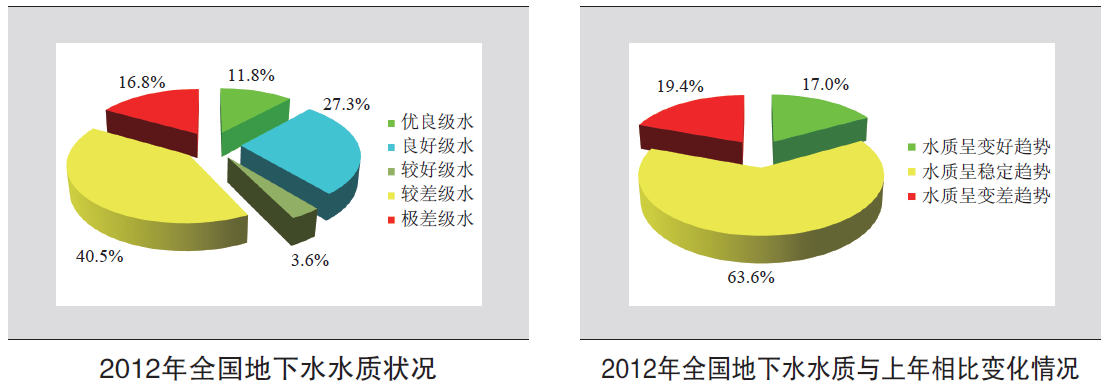 16.8%
11.8%
27.3%
40.5%
3.6%
优良级水
良好级水
较好级水
较差级水
极差级水
2012年全国地下水水质状况
19.4%
17.0%
63.6%
水质呈变好趋势
水质呈稳定趋势
水质呈变差趋势
2012年全国地下水水质与上年相比变化情况